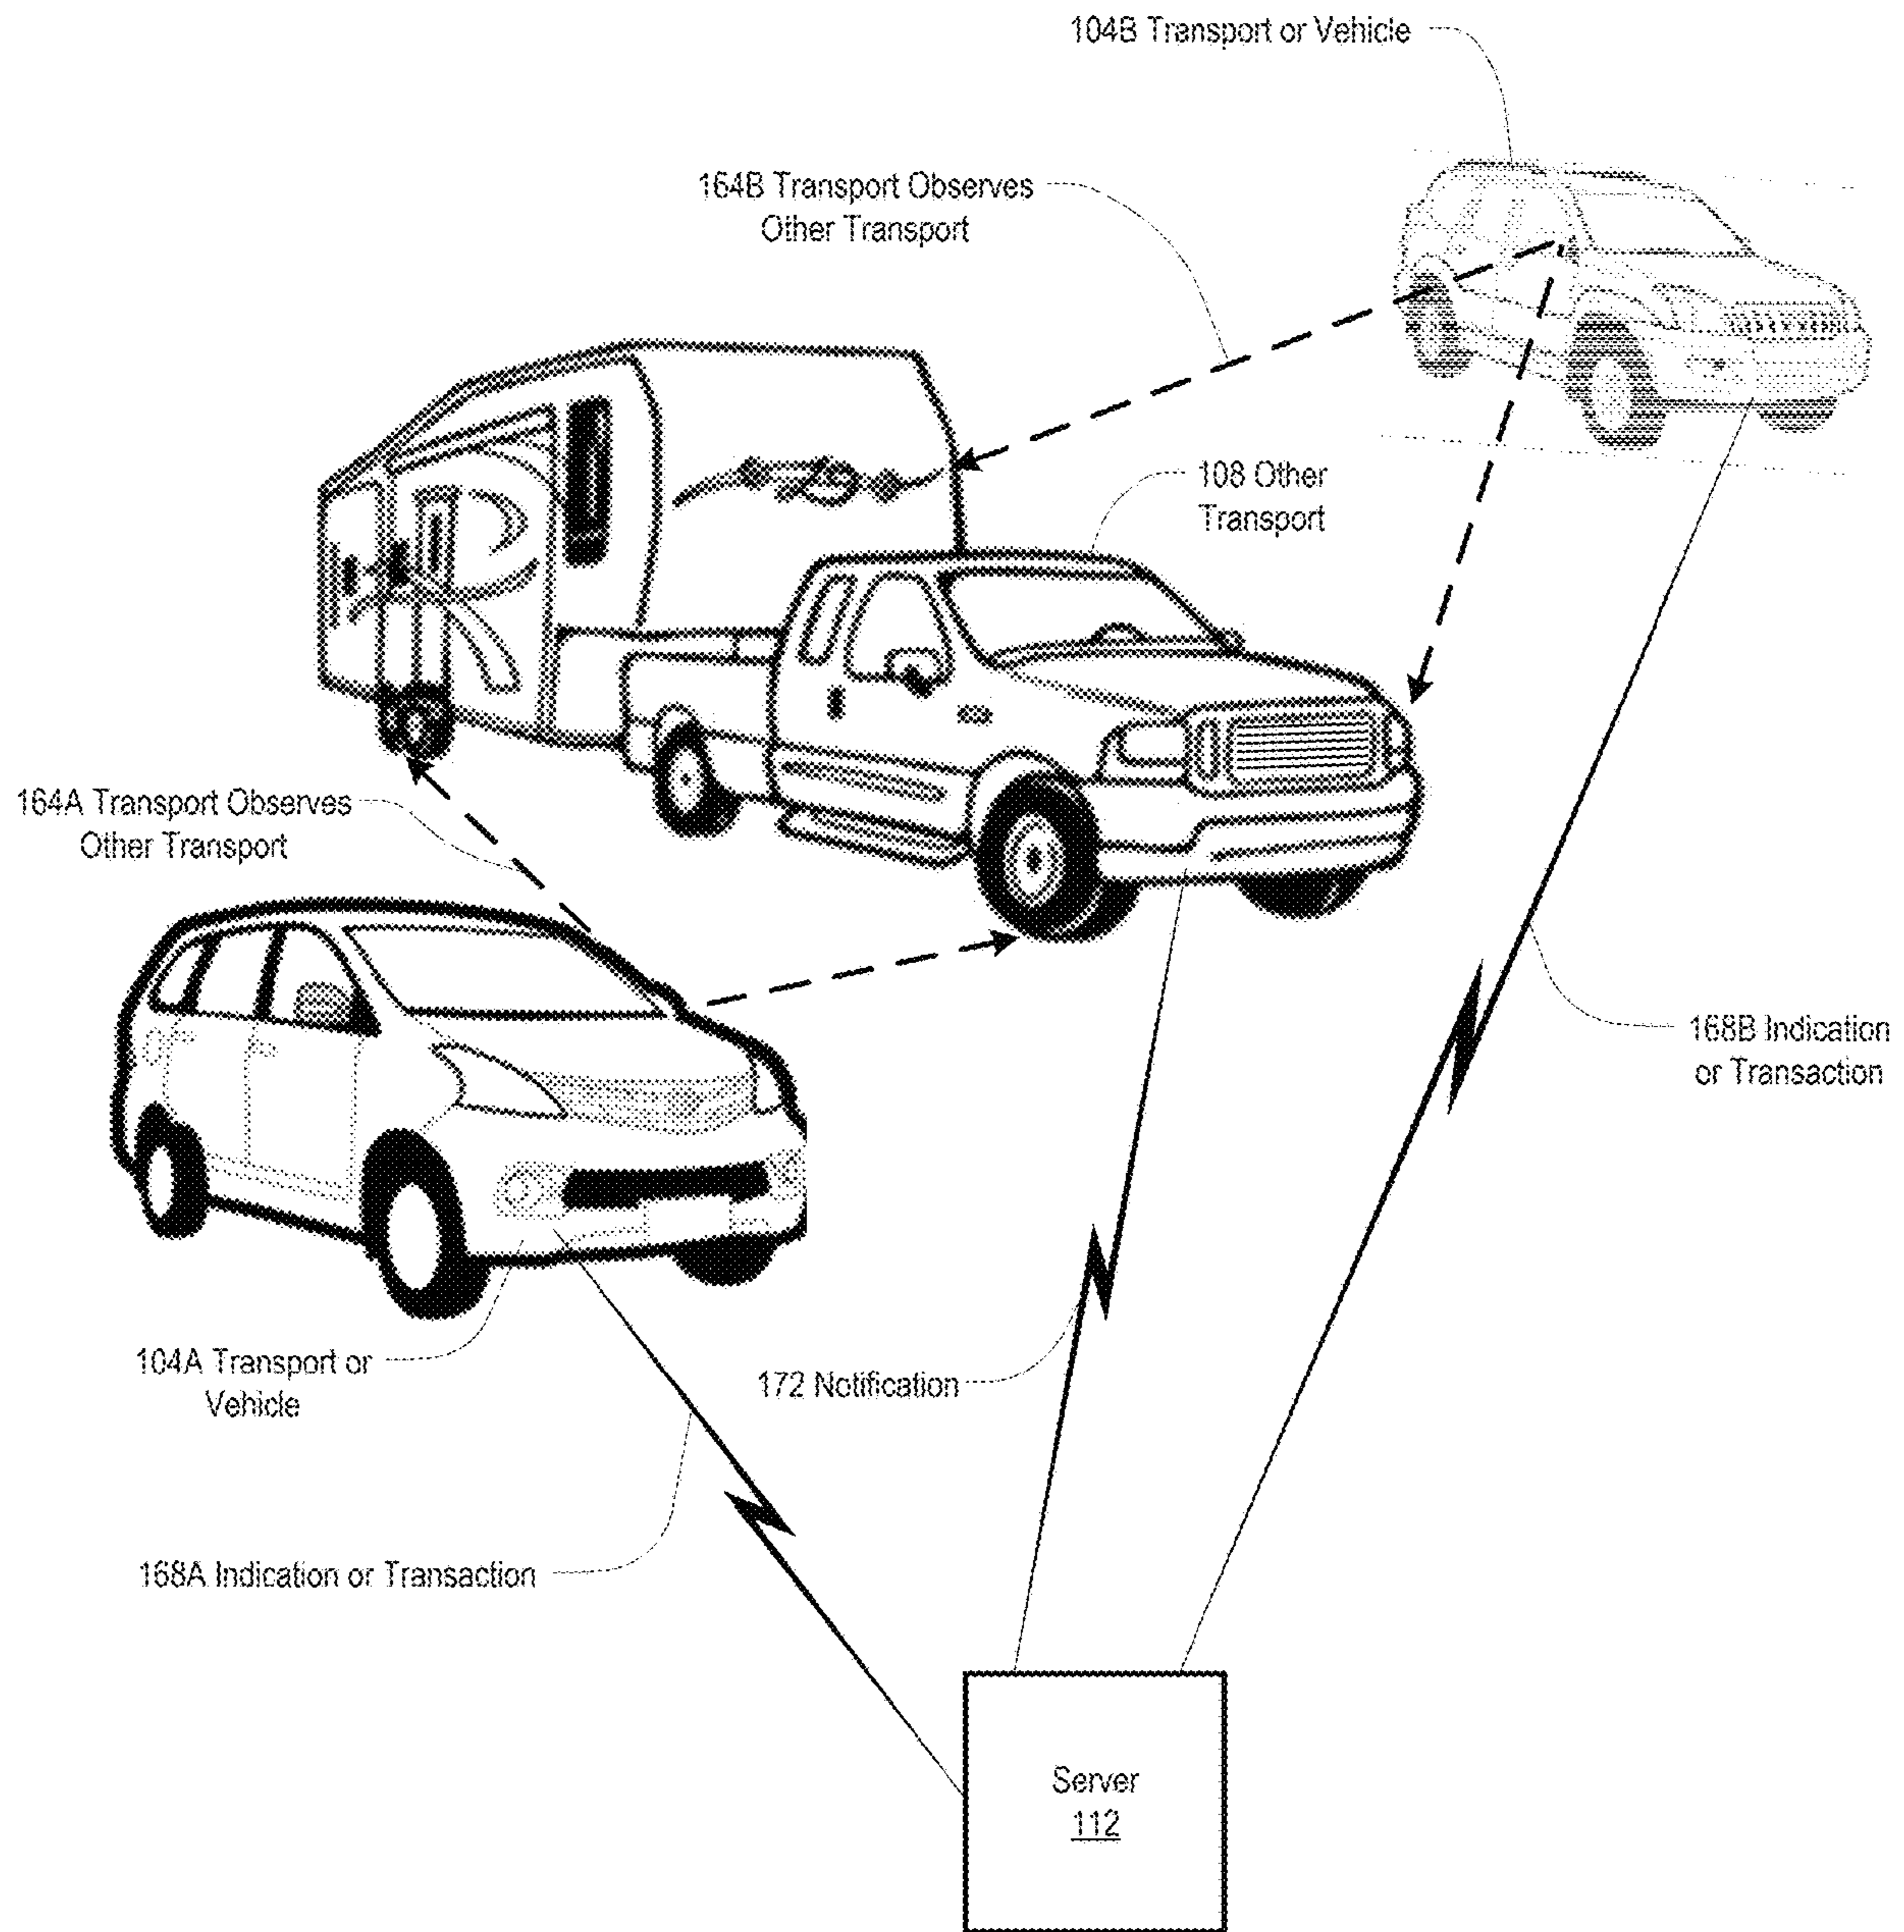 104B Transport or Vehicle
164B Transport Observes
Other Transport
108 Other
Transport
164A Transport Observes
Other Transport
168B Indication
or Transaction
104A Transport or
Vehicle
172 Notification
168A Indication or Transaction
Server
112